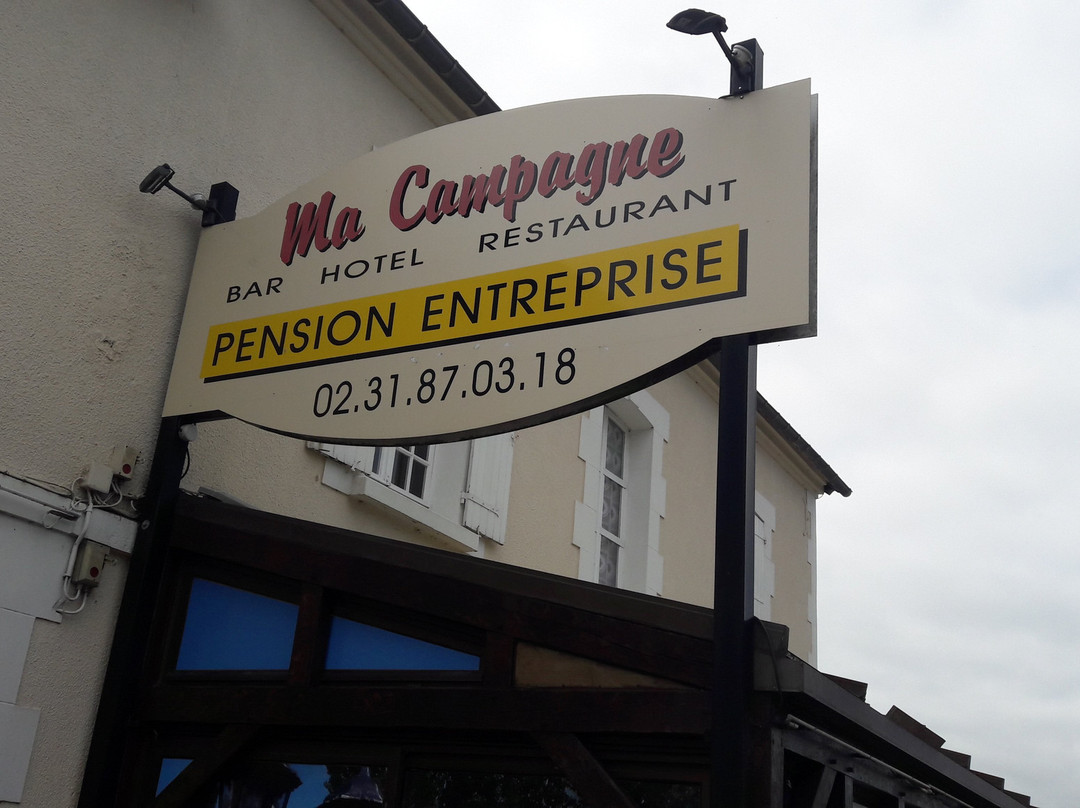 Ma Campagne
BAR HOTEL RESTAURANT
PENSION ENTREPRISE
02.31.87.03.18